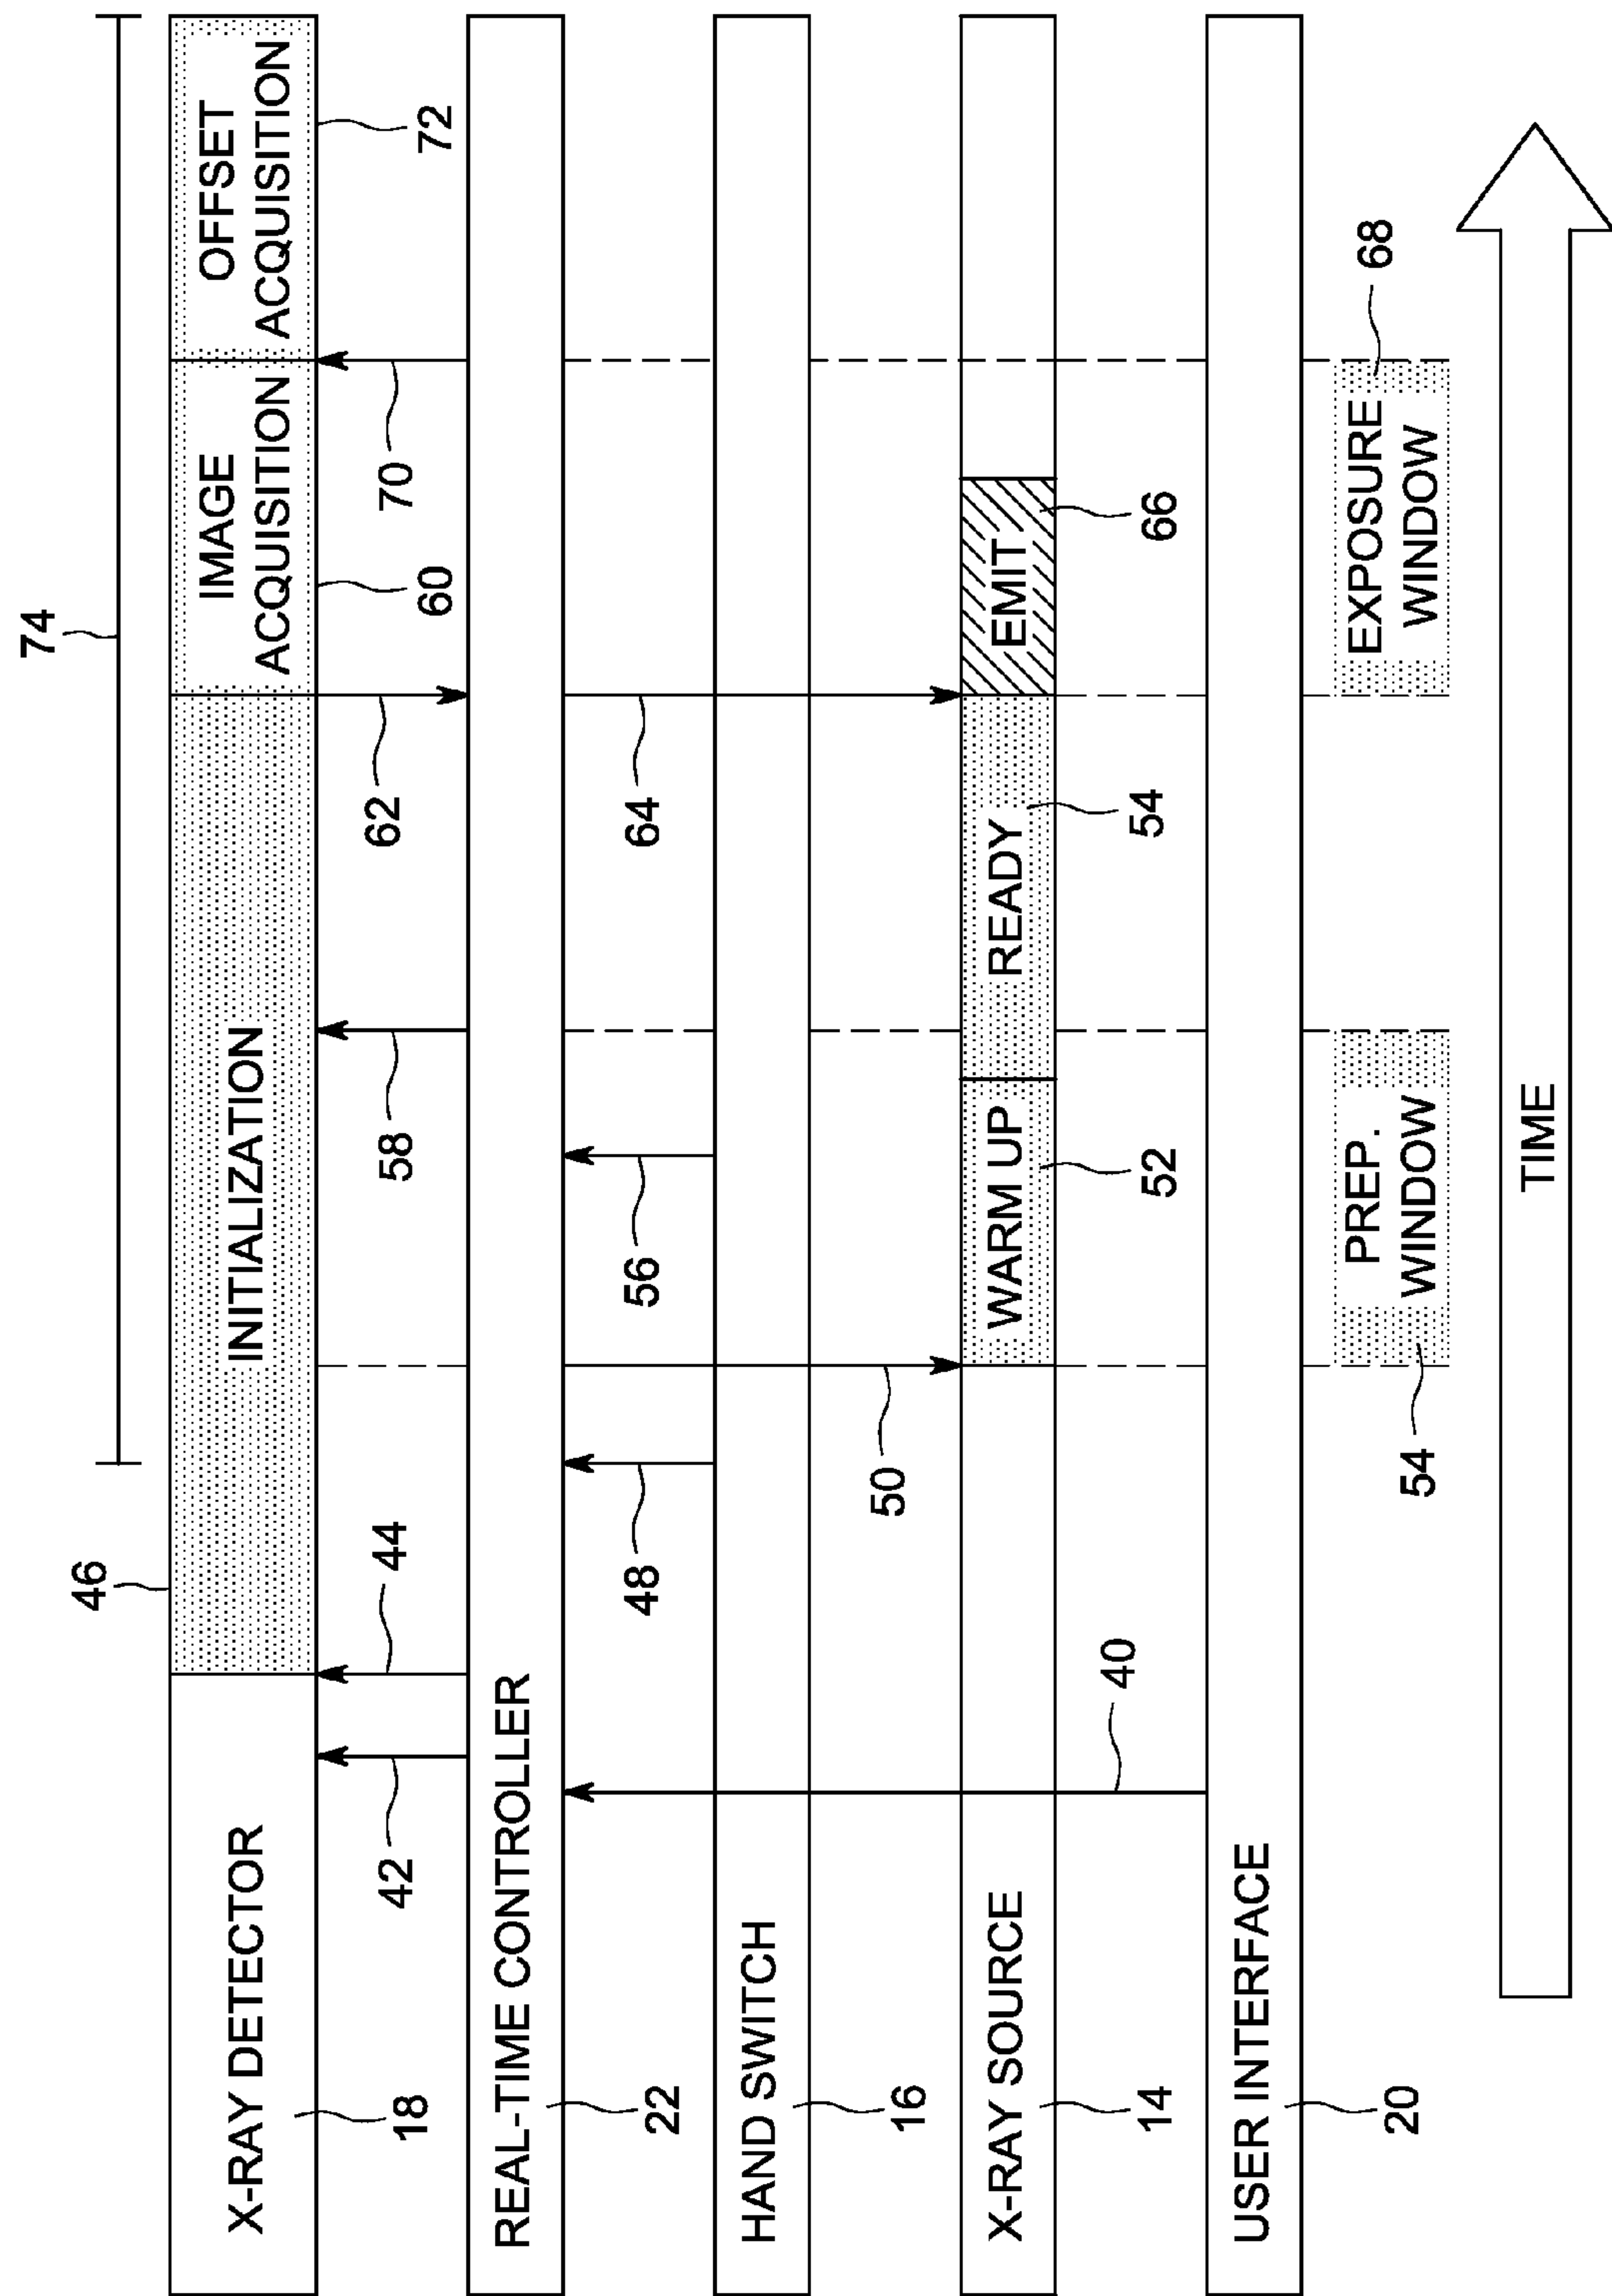 74
46
X-RAY DETECTOR
INITIALIZATION
IMAGE
ACQUISITION
OFFSET
ACQUISITION
18
42
44
58
62
60
70
72
REAL-TIME CONTROLLER
22
48
56
64
HAND SWITCH
16
50
X-RAY SOURCE
WARM UP
READY
EMIT
14
40
52
54
66
USER INTERFACE
20
54
PREP.
WINDOW
EXPOSURE
WINDOW
68
TIME